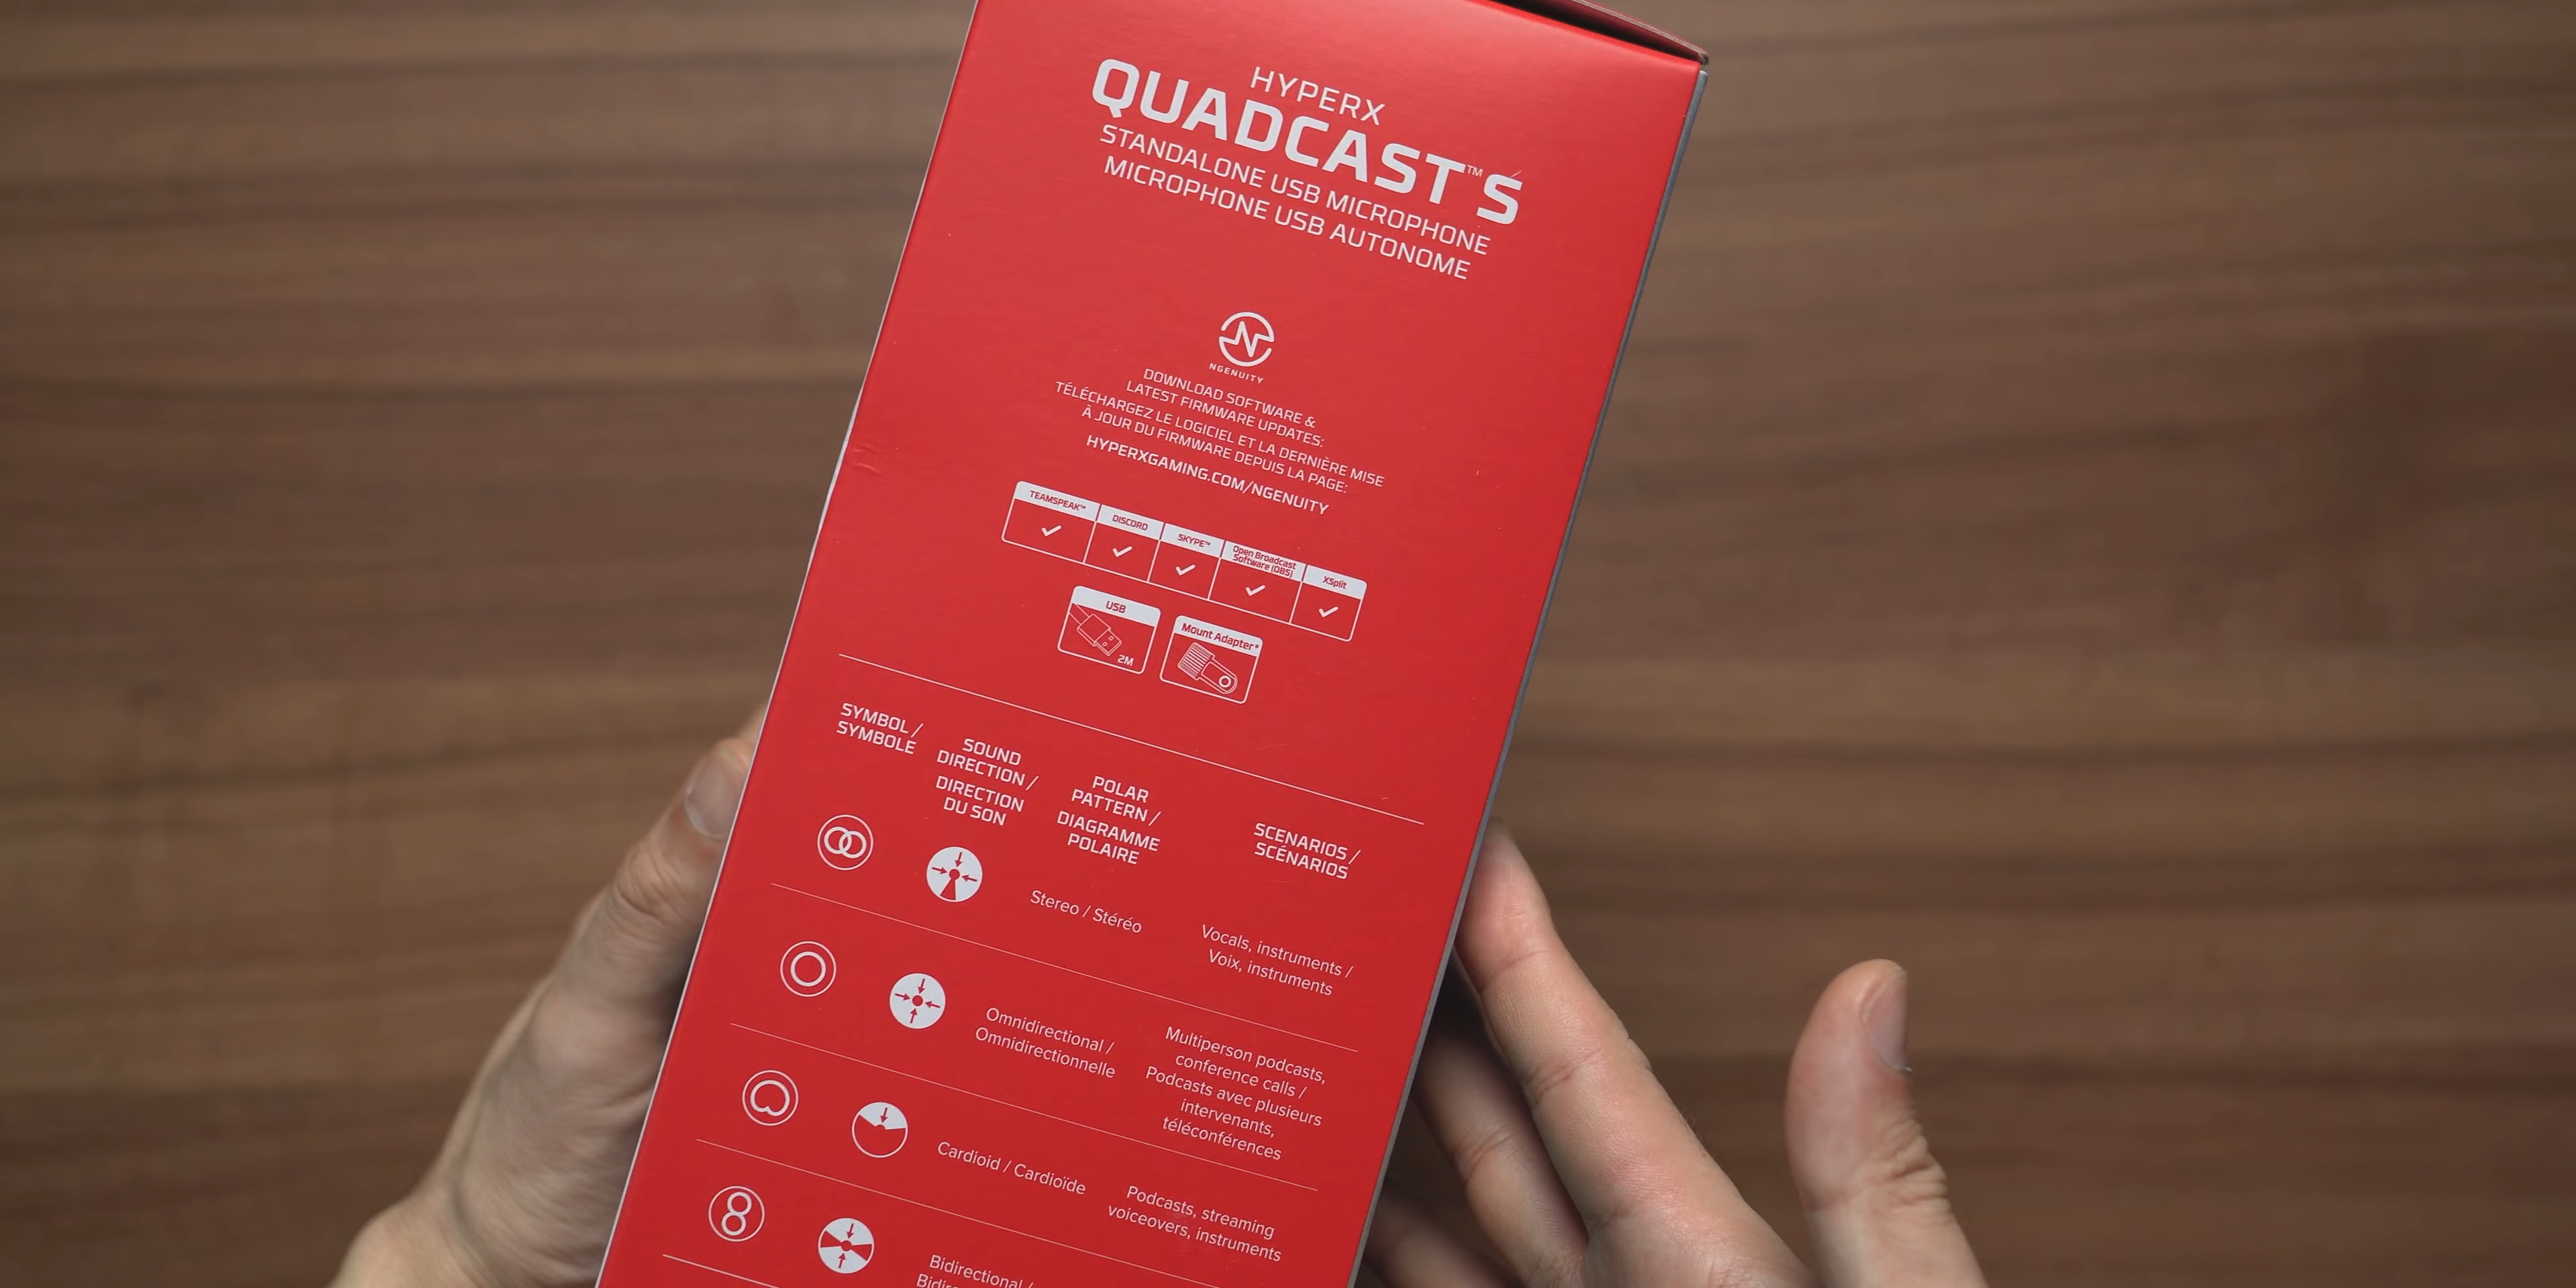 HYPERX
QUADCAST™ S
STANDALONE USB MICROPHONE
MICROPHONE USB AUTONOME
NGENUITY
DOWNLOAD SOFTWARE &
LATEST FIRMWARE UPDATES:
TÉLÉCHARGEZ LE LOGICIEL ET LA DERNIÈRE MISE
À JOUR DU FIRMWARE DEPUIS LA PAGE:
HYPERXGAMING.COM/NGENUITY
TEAMSPEAK™
DISCORD
SKYPE™
Open Broadcast
Software (OBS)
XSplit
USB
2M
Mount Adapter*
SYMBOL /
SYMBOLE
SOUND
DIRECTION /
DIRECTION
DU SON
POLAR
PATTERN /
DIAGRAMME
POLAIRE
SCENARIOS /
SCÉNARIOS
Stereo / Stéréo
Vocals, instruments /
Voix, instruments
Omnidirectional /
Omnidirectionnelle
Multiperson podcasts,
conference calls /
Podcasts avec plusieurs
intervenants,
téléconférences
Cardioid / Cardioïde
Podcasts, streaming
voiceovers, instruments
Bidirectional /